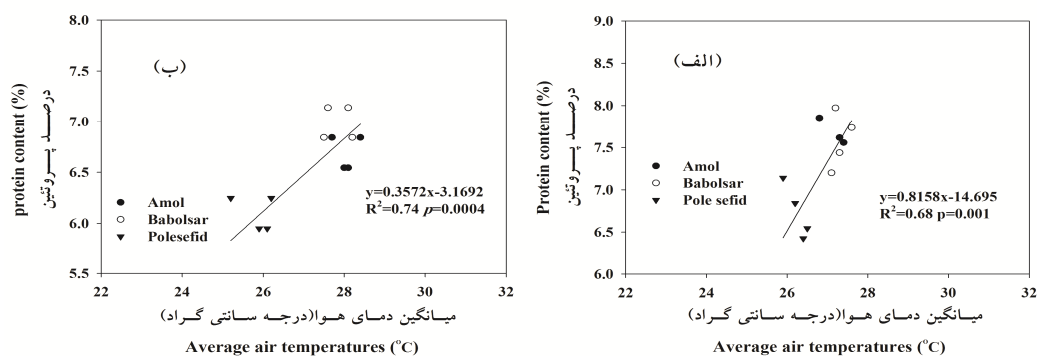 8.0
7.5
7.0
6.5
6.0
5.5
protein content (%)
درصد پروتئین
(ب)
Amol
Babolsar
Polesefid
y=0.3572x-3.1692
R²=0.74 p=0.0004
22 24 26 28 30 32
میانگین دمای هوا(درجه سانتی گراد)
Average air temperatures (°C)
9.0
8.5
8.0
7.5
7.0
6.5
6.0
Protein content (%)
درصد پروتئین
(الف)
Amol
Babolsar
Pole sefid
y=0.8158x-14.695
R²=0.68 p=0.001
22 24 26 28 30 32
میانگین دمای هوا(درجه سانتی گراد)
Average air temperatures (°C)